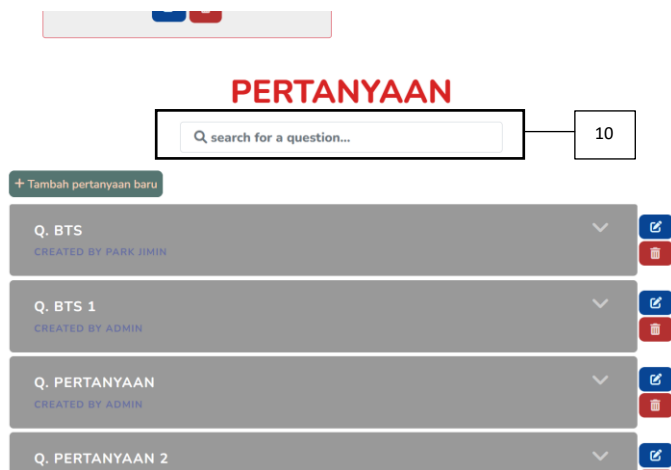 PERTANYAAN
search for a question...
10
+ Tambah pertanyaan baru
Q. BTS
CREATED BY PARK JIMIN
Q. BTS 1
CREATED BY ADMIN
Q. PERTANYAAN
CREATED BY ADMIN
Q. PERTANYAAN 2